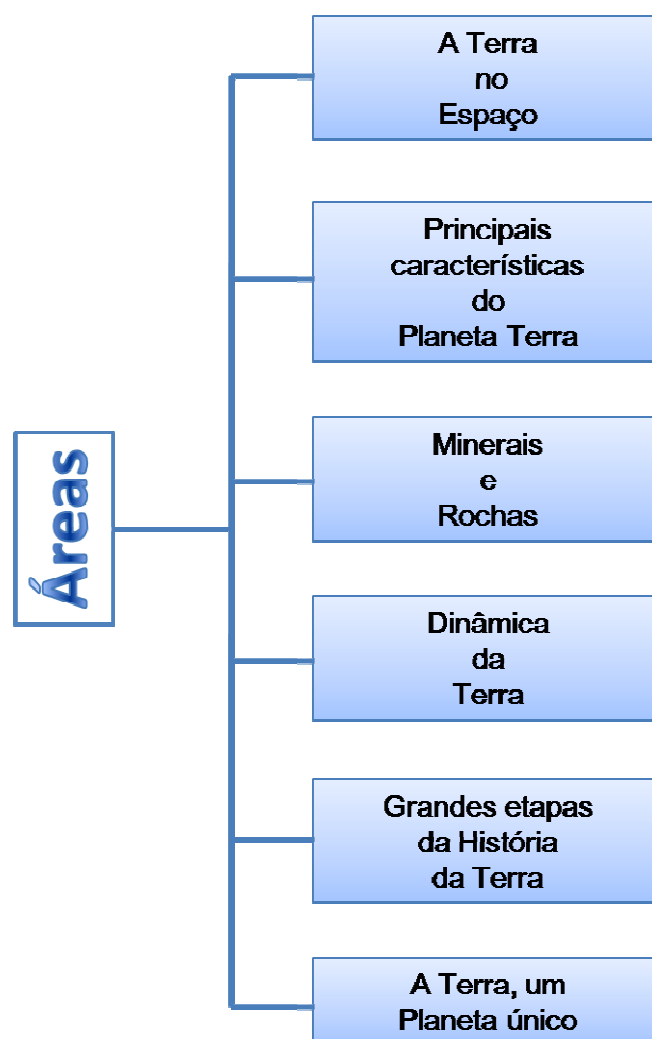 Áreas
A Terra
no
Espaço
Principais
características
do
Planeta Terra
Minerais
e
Rochas
Dinâmica
da
Terra
Grandes etapas
da História
da Terra
A Terra, um
Planeta único